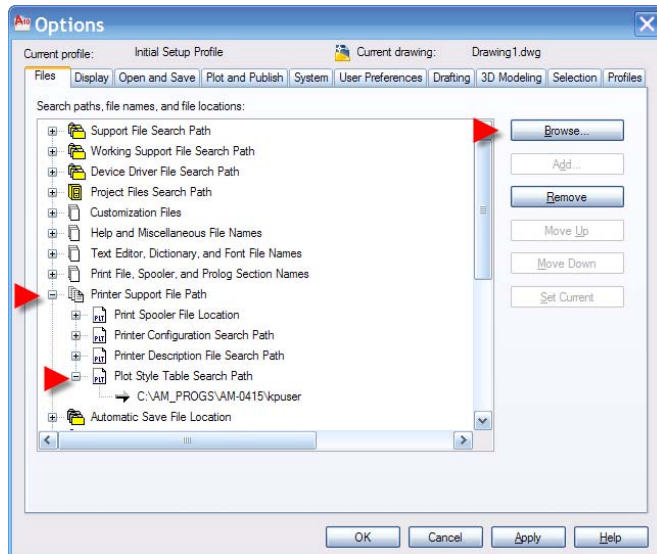 Options
Current profile: Initial Setup Profile Current drawing: Drawing1.dwg
Files Display Open and Save Plot and Publish System User Preferences Drafting 3D Modeling Selection Profiles
Search paths, file names, and file locations:
Support File Search Path
Browse...
Working Support File Search Path
Device Driver File Search Path
Add...
Project Files Search Path
Customization Files
Remove
Help and Miscellaneous File Names
Move Up
Text Editor, Dictionary, and Font File Names
Move Down
Print File, Spooler, and Prolog Section Names
Printer Support File Path
Set Current
Print Spooler File Location
Printer Configuration Search Path
Printer Description File Search Path
Plot Style Table Search Path
C:\AM_PROGS\AM-0415\kpuser
Automatic Save File Location
OK Cancel Apply Help